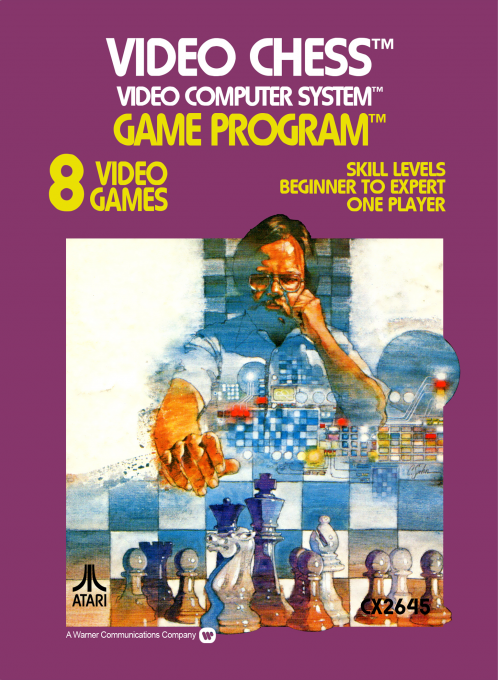 VIDEO CHESS™
VIDEO COMPUTER SYSTEM™
GAME PROGRAM™
8 VIDEO
GAMES
SKILL LEVELS
BEGINNER TO EXPERT
ONE PLAYER
ATARI
CX2645
A Warner Communications Company